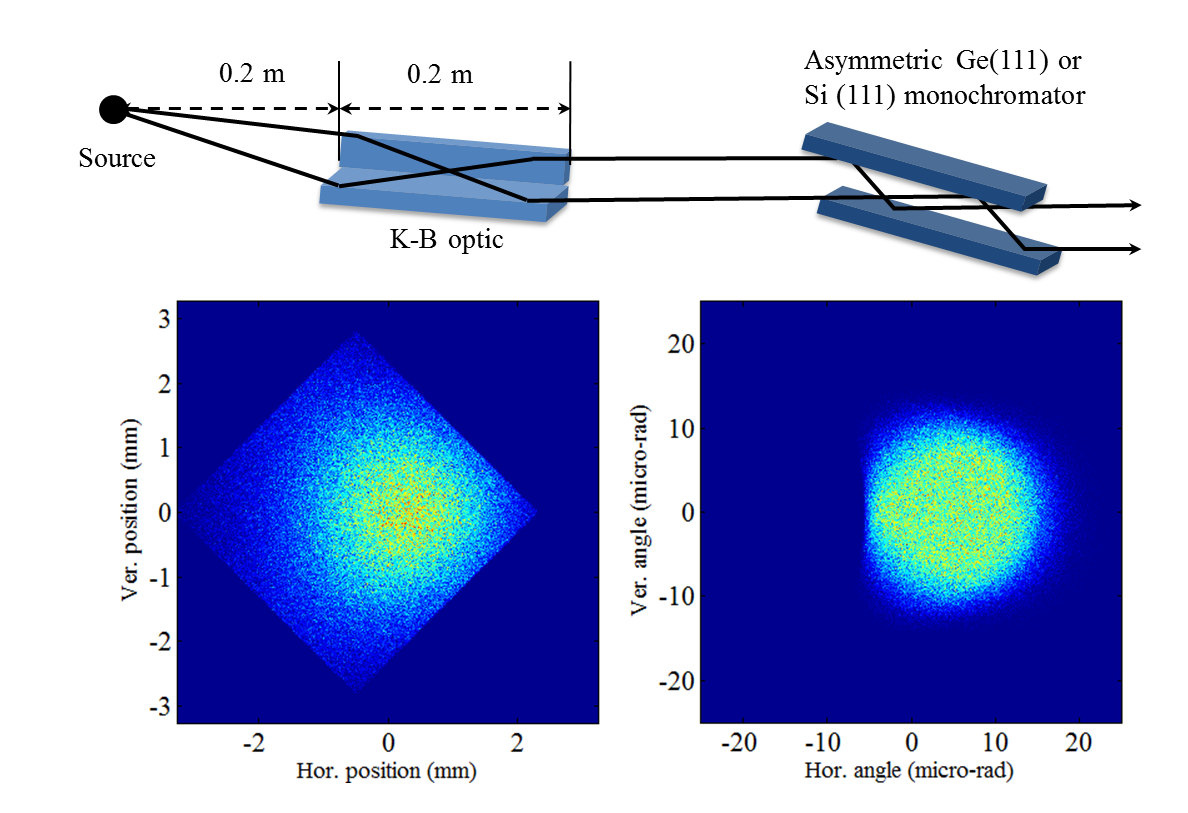 0.2 m
0.2 m
Source
K-B optic
Asymmetric Ge(111) or
Si (111) monochromator
3
2
1
0
-1
-2
-3
Ver. position (mm)
-2
0
2
Hor. position (mm)
20
10
0
-10
-20
Ver. angle (micro-rad)
-20
-10
0
10
20
Hor. angle (micro-rad)